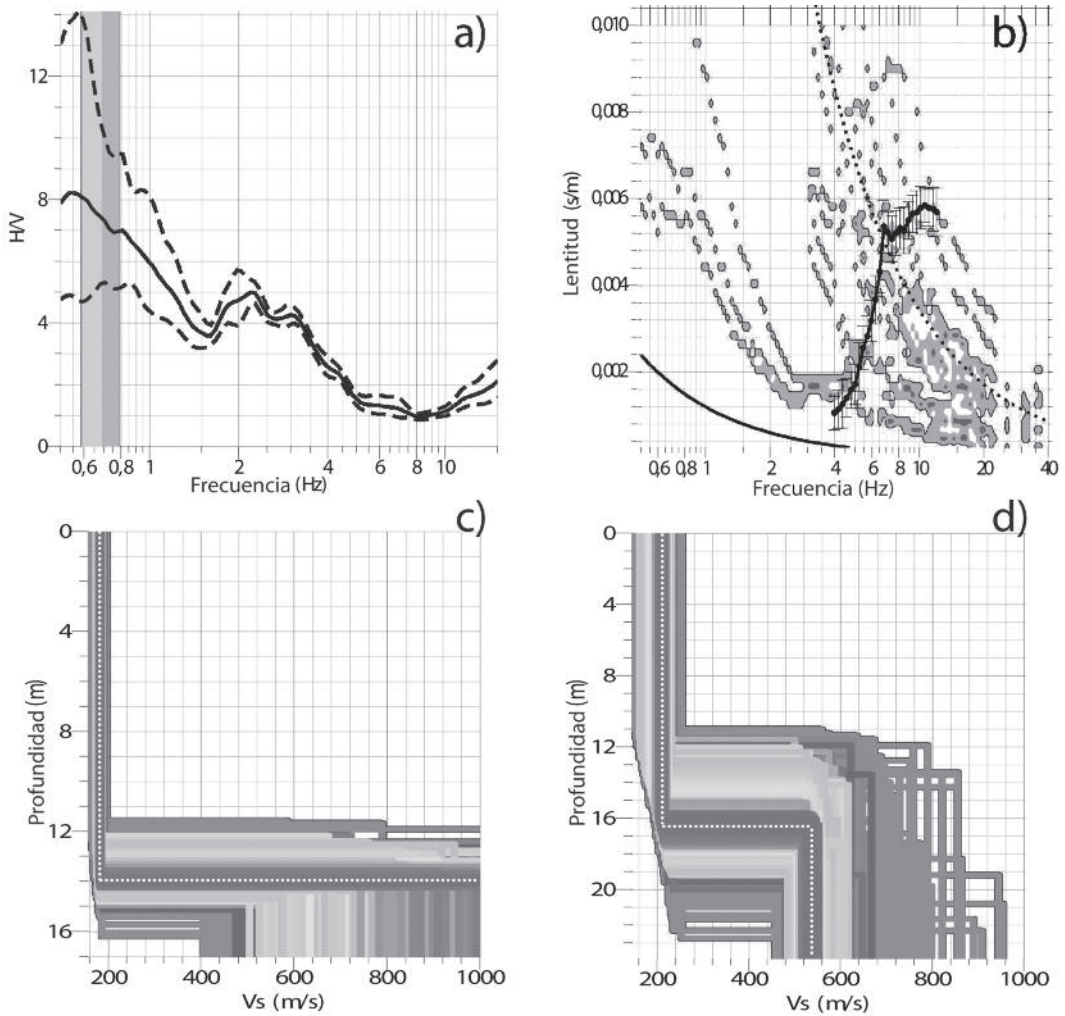 a)
H/V
12
8
4
0
0,6 0,8 1 2 4 6 8 10
Frecuencia (Hz)
b)
Lentitud (s/m)
0,010
0,008
0,006
0,004
0,002
0,6 0,8 1 2 4 6 8 10 20 40
Frecuencia (Hz)
c)
Profundidad (m)
0
4
8
12
16
200 400 600 800 1000
Vs (m/s)
d)
Profundidad (m)
0
4
8
12
16
20
200 400 600 800 1000
Vs (m/s)